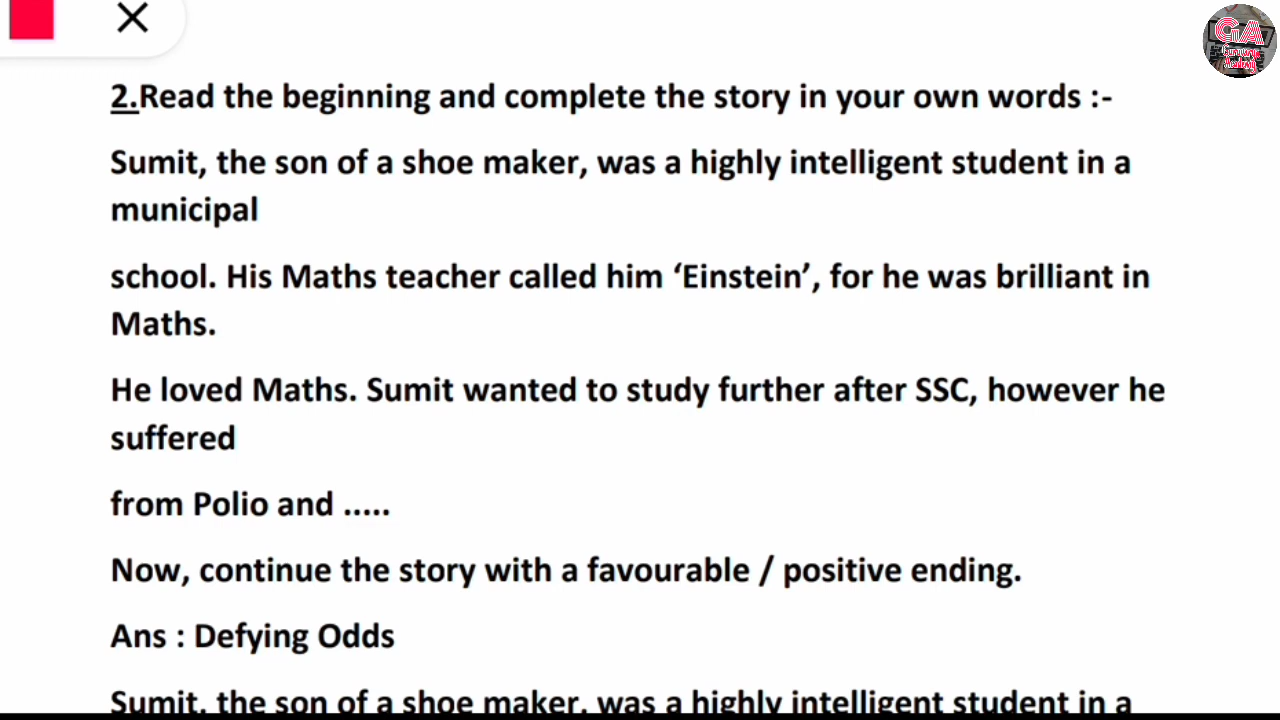 GA
2.Read the beginning and complete the story in your own words :-
Sumit, the son of a shoe maker, was a highly intelligent student in a
municipal
school. His Maths teacher called him ‘Einstein’, for he was brilliant in
Maths.
He loved Maths. Sumit wanted to study further after SSC, however he
suffered
from Polio and .....
Now, continue the story with a favourable / positive ending.
Ans : Defying Odds
Sumit, the son of a shoe maker, was a highly intelligent student in a